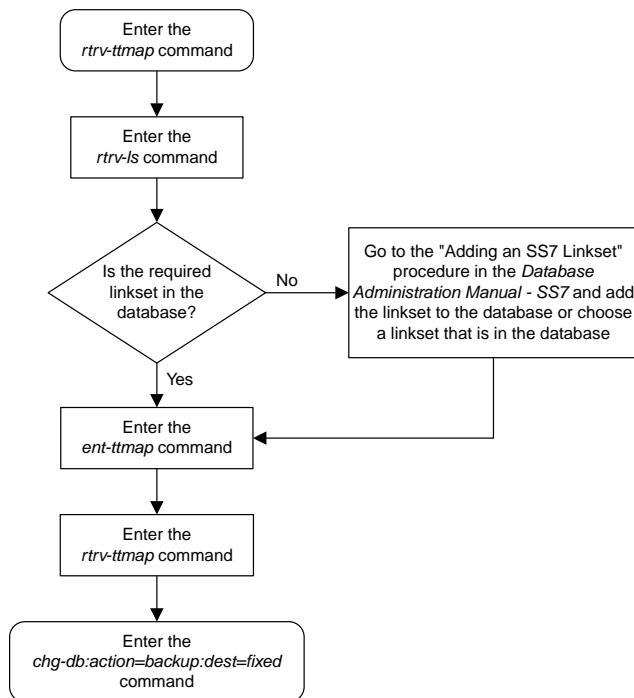 Enter the
rtrv-ttmap
command
Enter the
rtrv-ls command
Is the required
linkset in the
database?
No
Go to the "Adding an SS7 Linkset"
procedure in the Database
Administration Manual - SS7 and add
the linkset to the database or choose
a linkset that is in the database
Yes
Enter the
ent-ttmap command
Enter the
rtrv-ttmap command
Enter the
chg-db:action=backup:dest=fixed
command